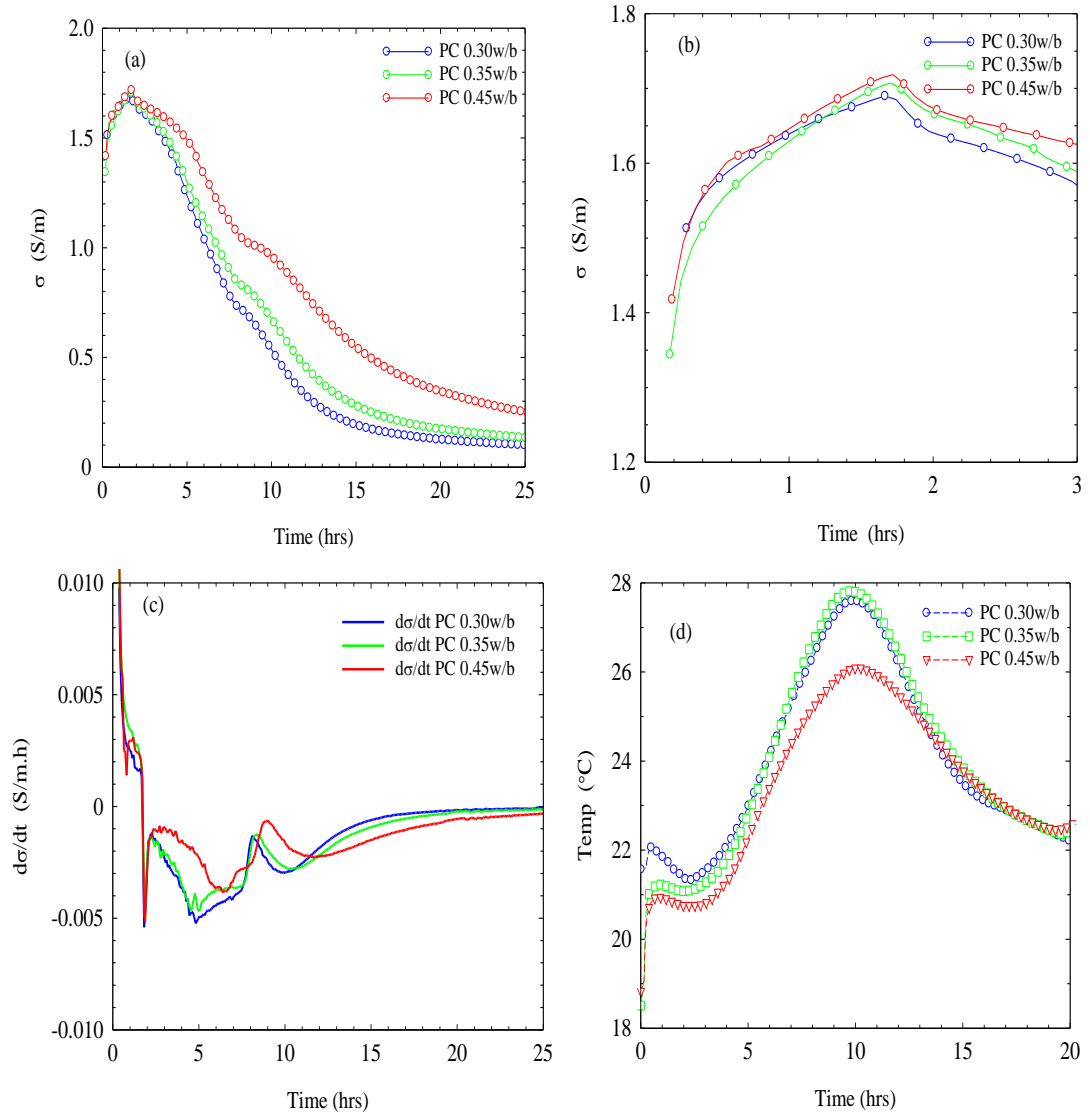 (a)
PC 0.30w/b
PC 0.35w/b
PC 0.45w/b
2.0
1.5
1.0
0.5
0
σ (S/m)
0 5 10 15 20 25
Time (hrs)
(b)
PC 0.30w/b
PC 0.35w/b
PC 0.45w/b
1.8
1.6
1.4
1.2
σ (S/m)
0 1 2 3
Time (hrs)
(c)
dσ/dt PC 0.30w/b
dσ/dt PC 0.35w/b
dσ/dt PC 0.45w/b
0.010
0.005
0
-0.005
-0.010
dσ/dt (S/m.h)
0 5 10 15 20 25
Time (hrs)
(d)
PC 0.30w/b
PC 0.35w/b
PC 0.45w/b
28
26
24
22
20
18
Temp (°C)
0 5 10 15 20
Time (hrs)